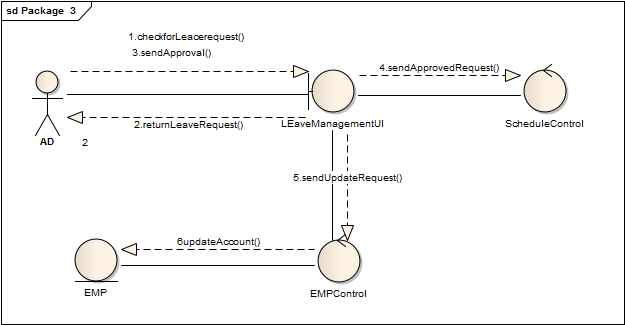 sd Package 3
1.checkforLeacerequest()
3.sendApproval()
4.sendApprovedRequest()
2.returnLeaveRequest()
LEaveManagementUI
ScheduleControl
AD
2
5.sendUpdateRequest()
6updateAccount()
EMP
EMPControl